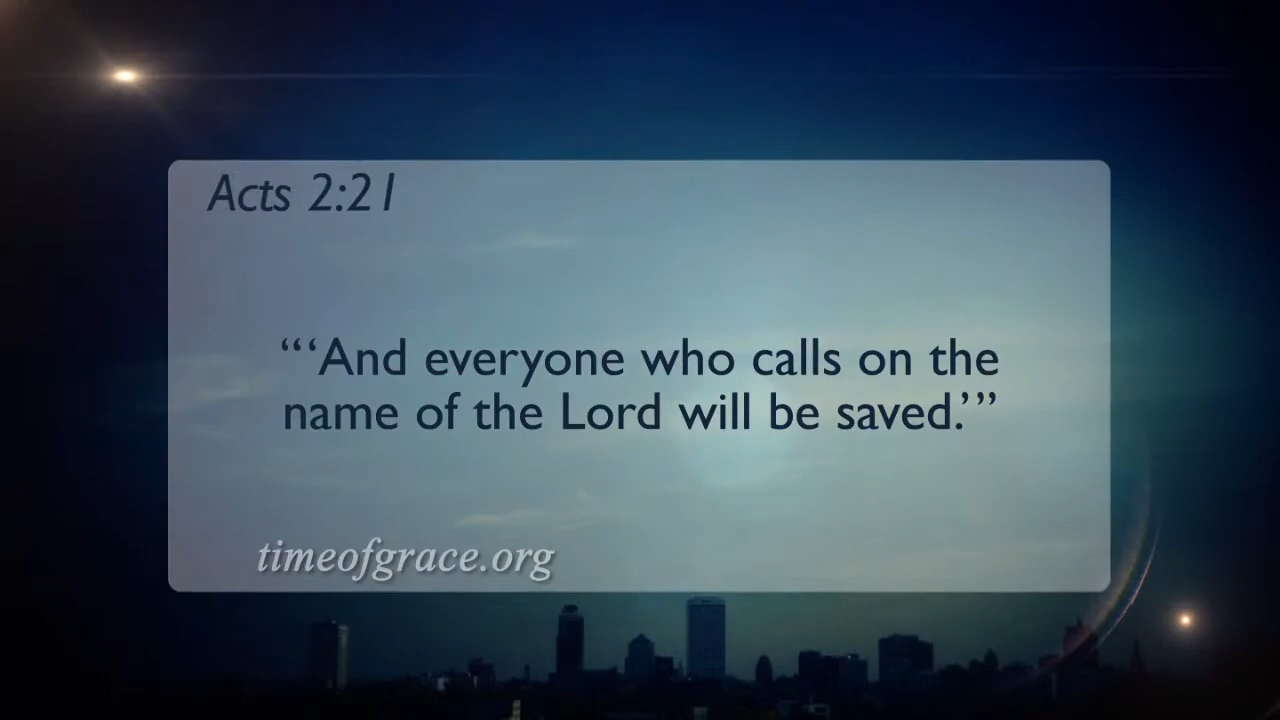 Acts 2:21
“‘And everyone who calls on the
name of the Lord will be saved.’”
timeofgrace.org